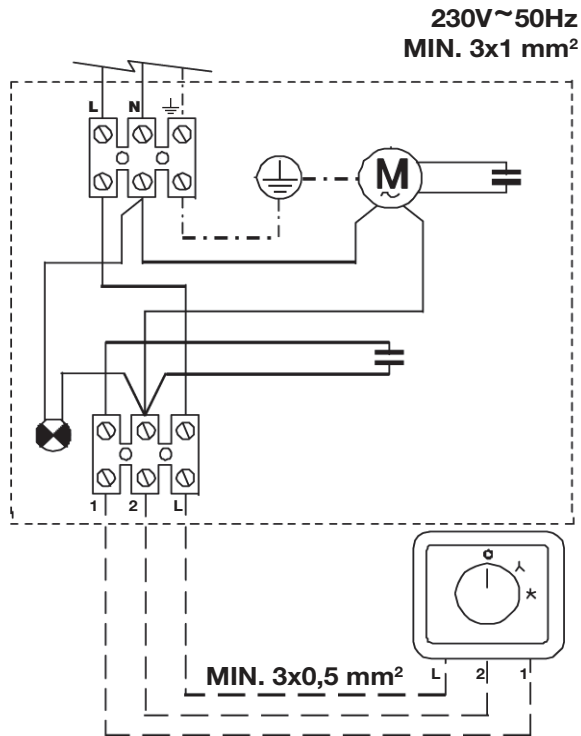 230V~50Hz
MIN. 3x1 mm²
L N
M
1 2 L
MIN. 3x0,5 mm²
L 2 1